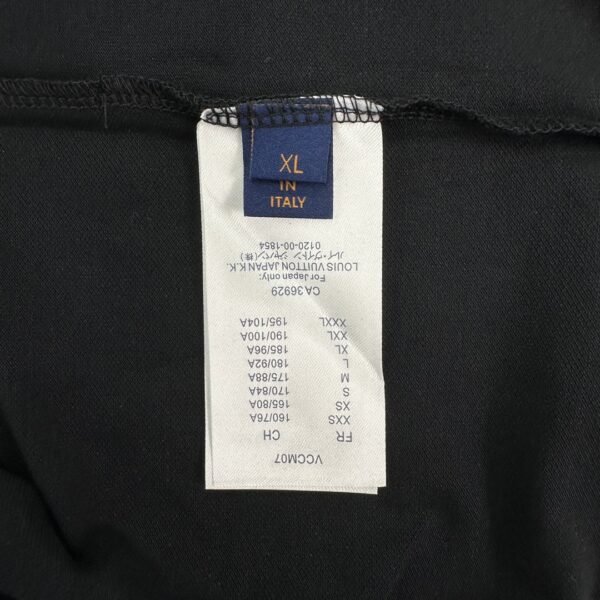 XL
IN
ITALY
VCCM07
FR CH
XXS 160/76A
XS 165/80A
S 170/84A
M 175/88A
L 180/92A
XL 185/96A
XXL 190/100A
XXXL 195/104A
CA36929
For Japan only:
LOUIS VUITTON JAPAN K.K.
ルイ・ヴィトン ジャパン(株)
0120-00-1854